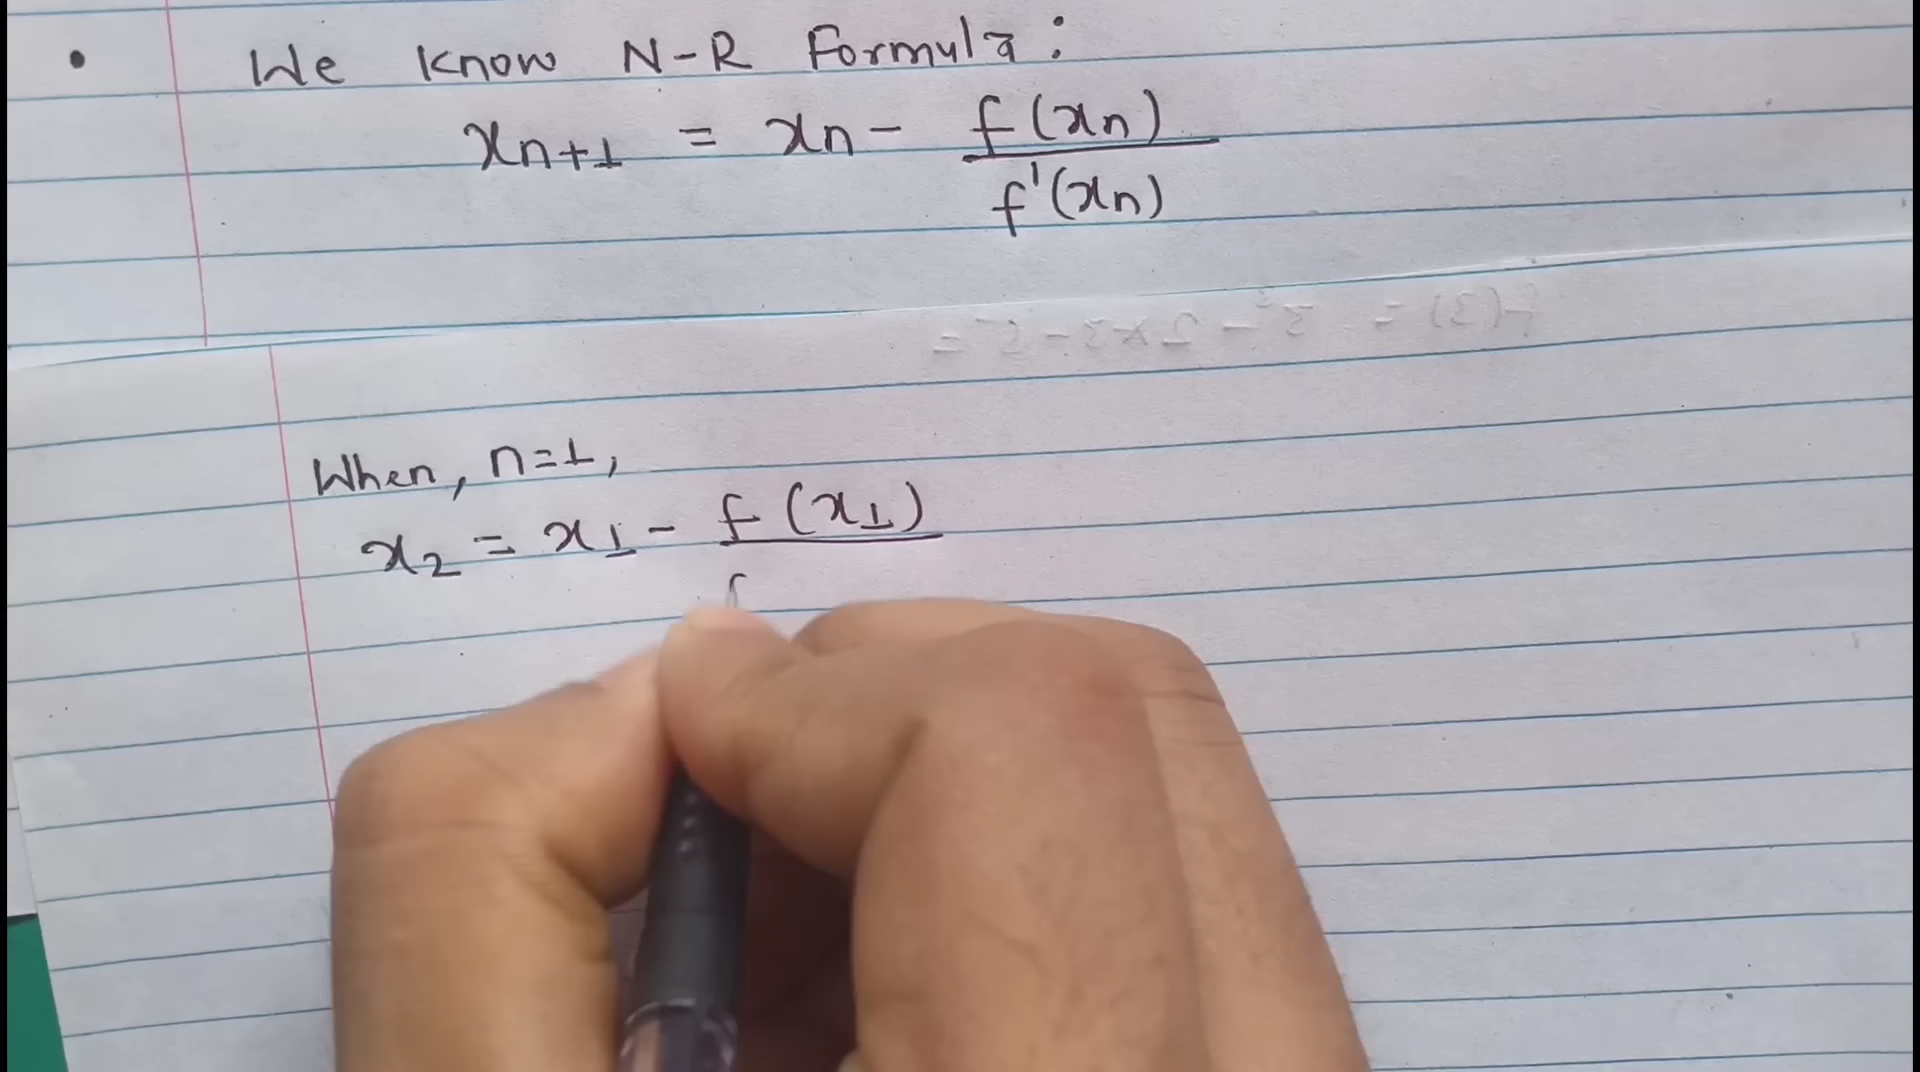 • We know N-R Formula:
xn+1 = xn - f(xn)
f'(xn)
When, n=1,
x2 = x1 - f(x1)
f